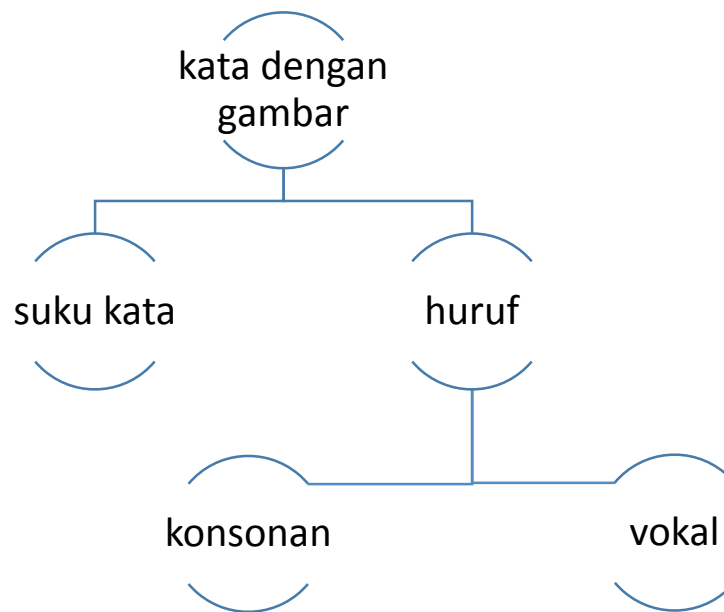 kata dengan
gambar
suku kata
huruf
konsonan
vokal